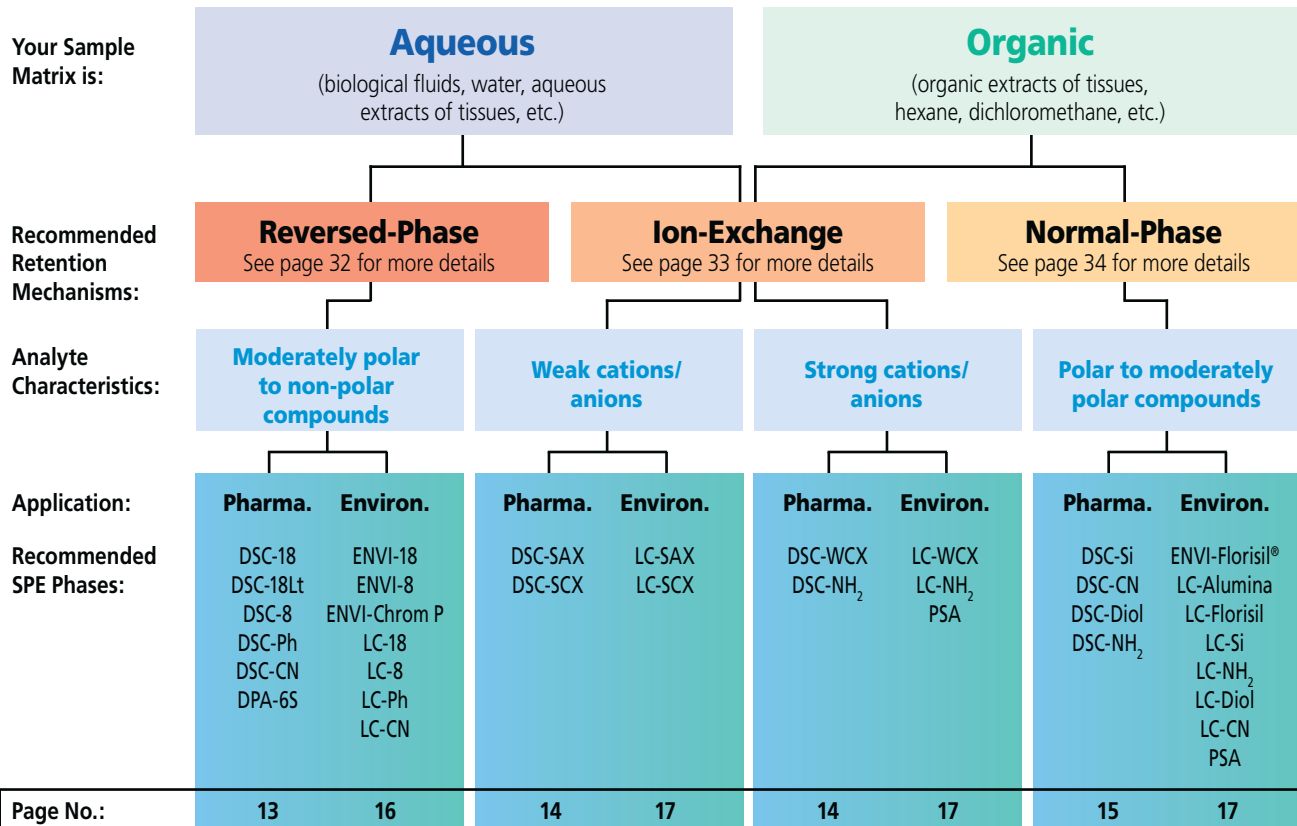 Your Sample
Matrix is:
Aqueous
(biological fluids, water, aqueous
extracts of tissues, etc.)
Organic
(organic extracts of tissues,
hexane, dichloromethane, etc.)
Recommended
Retention
Mechanisms:
Reversed-Phase
See page 32 for more details
Ion-Exchange
See page 33 for more details
Normal-Phase
See page 34 for more details
Analyte
Characteristics:
Moderately polar
to non-polar
compounds
Weak cations/
anions
Strong cations/
anions
Polar to moderately
polar compounds
Application:
Pharma. Environ. Pharma. Environ. Pharma. Environ. Pharma. Environ.
Recommended
SPE Phases:
DSC-18
DSC-18Lt
DSC-8
DSC-Ph
DSC-CN
DPA-6S
ENVI-18
ENVI-8
ENVI-Chrom P
LC-18
LC-8
LC-Ph
LC-CN
DSC-SAX
DSC-SCX
LC-SAX
LC-SCX
DSC-WCX
DSC-NH₂
LC-WCX
LC-NH₂
PSA
DSC-Si
DSC-CN
DSC-Diol
DSC-NH₂
ENVI-Florisil®
LC-Alumina
LC-Florisil
LC-Si
LC-NH₂
LC-Diol
LC-CN
PSA
Page No.: 13 16 14 17 14 17 15 17